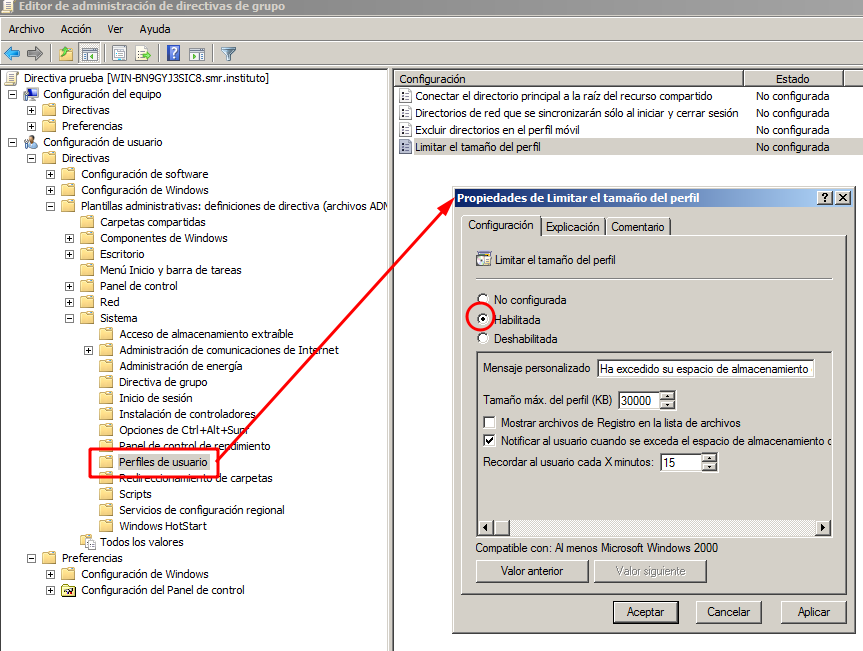 Editor de administración de directivas de grupo
Archivo Acción Ver Ayuda
Directiva prueba [WIN-BN9GYJ3SIC8.smr.instituto]
Configuración del equipo
Directivas
Preferencias
Configuración de usuario
Directivas
Configuración de software
Configuración de Windows
Plantillas administrativas: definiciones de directiva (archivos ADM
Carpetas compartidas
Componentes de Windows
Escritorio
Menú Inicio y barra de tareas
Panel de control
Red
Sistema
Acceso de almacenamiento extraíble
Administración de comunicaciones de Internet
Administración de energía
Directiva de grupo
Inicio de sesión
Instalación de controladores
Opciones de Ctrl+Alt+Supr
Panel de control de rendimiento
Perfiles de usuario
Redireccionamiento de carpetas
Scripts
Servicios de configuración regional
Windows HotStart
Todos los valores
Preferencias
Configuración de Windows
Configuración del Panel de control
Configuración Estado
Conectar el directorio principal a la raíz del recurso compartido No configurada
Directorios de red que se sincronizarán sólo al iniciar y cerrar sesión No configurada
Excluir directorios en el perfil móvil No configurada
Limitar el tamaño del perfil No configurada
Propiedades de Limitar el tamaño del perfil
Configuración Explicación Comentario
Limitar el tamaño del perfil
No configurada
Habilitada
Deshabilitada
Mensaje personalizado Ha excedido su espacio de almacenamiento
Tamaño máx. del perfil (KB) 30000
Mostrar archivos de Registro en la lista de archivos
Notificar al usuario cuando se exceda el espacio de almacenamiento d
Recordar al usuario cada X minutos: 15
Compatible con: Al menos Microsoft Windows 2000
Valor anterior Valor siguiente
Aceptar Cancelar Aplicar